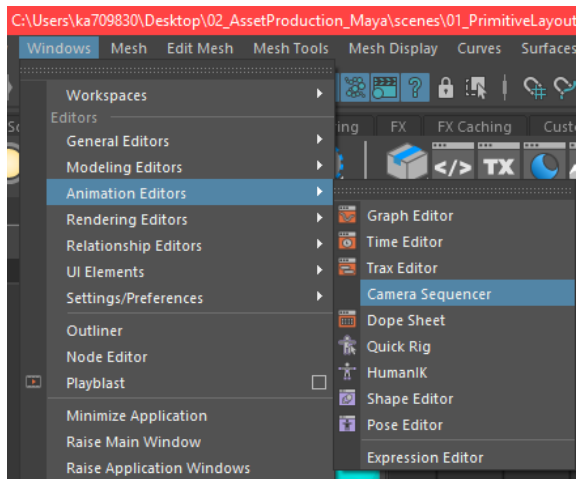 C:\Users\ka709830\Desktop\02_AssetProduction_Maya\scenes\01_PrimitiveLayout
Windows Mesh Edit Mesh Mesh Tools Mesh Display Curves Surfaces
FX FX Caching
</> TX
Workspaces
Editors
General Editors
Modeling Editors
Animation Editors
Rendering Editors
Relationship Editors
UI Elements
Settings/Preferences
Outliner
Node Editor
Playblast
Minimize Application
Raise Main Window
Raise Application Windows
Graph Editor
Time Editor
Trax Editor
Camera Sequencer
Dope Sheet
Quick Rig
HumanIK
Shape Editor
Pose Editor
Expression Editor